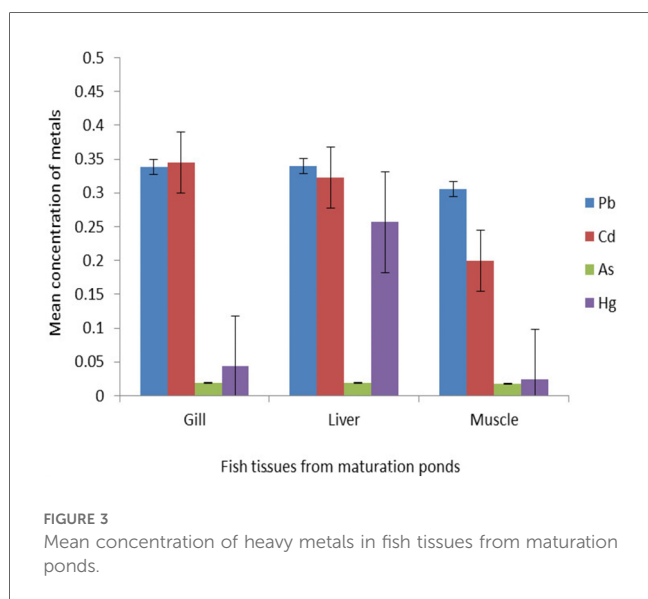 0.5
0.45
0.4
0.35
0.3
0.25
0.2
0.15
0.1
0.05
0
Mean concentration of metals
Gill
Liver
Muscle
Fish tissues from maturation ponds
Pb
Cd
As
Hg
FIGURE 3
Mean concentration of heavy metals in fish tissues from maturation
ponds.